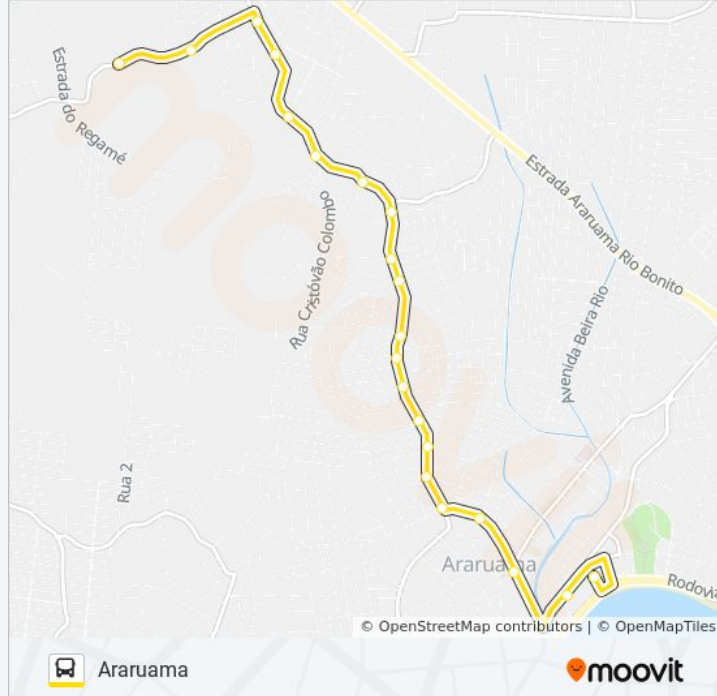 Estrada do Regamé
Estrada Araruama Rio Bonito
Rua Cristóvão Colombo
Avenida Beira Rio
Rua 2
Araruama
Rodovia
© OpenStreetMap contributors | © OpenMapTiles
Araruama
moovit
moovit